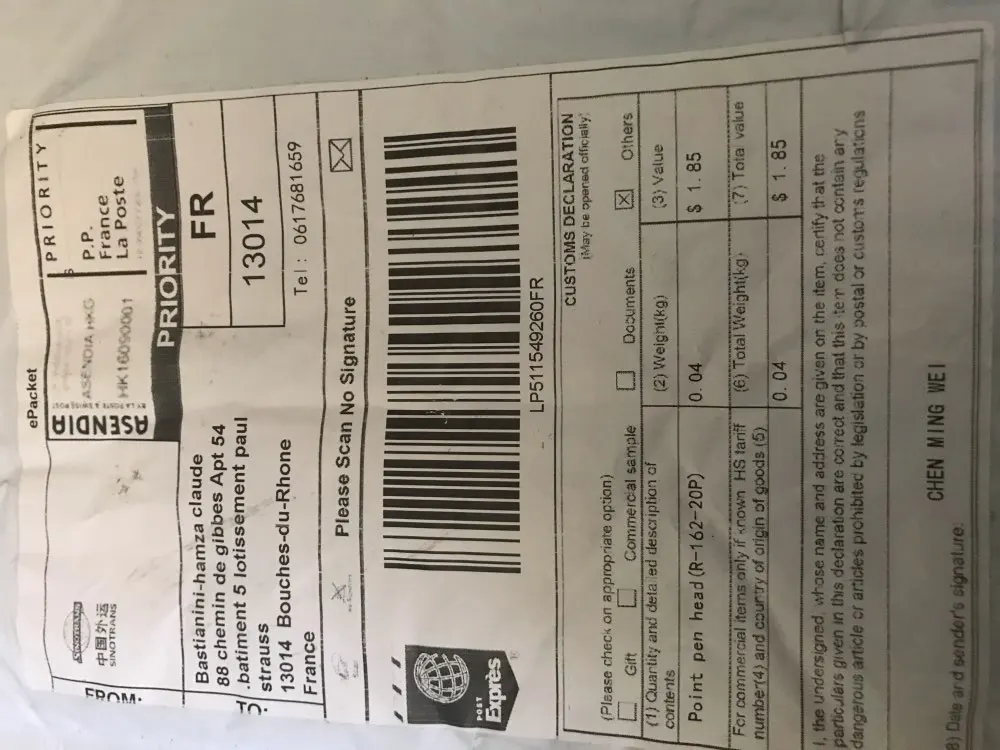 ePacket
SINOTRANS
中国外运
SINOTRANS
ASENDIA
BY LA POSTE & SWISS POST
ASENDIA HKG
HK16090001
PRIORITY
P.P.
France
La Poste
PRIORITY
FROM:
TO:
Bastianini-hamza claude
88 chemin de gibbes Apt 54
.batiment 5 lotissement paul
strauss
13014 Bouches-du-Rhone
France
FR
13014
Tel: 0617681659
Please Scan No Signature
POST
Exprès
LP511549260FR
CUSTOMS DECLARATION
(May be opened officially)
(Please check on appropriate option)
Gift
Commercial sample
Documents
Others
(1) Quantity and detailed description of
contents
(2) Weight(kg)
(3) Value
Point pen head(R-162-20P)
0.04
$ 1.85
For commercial items only if known HS tariff
number(4) and country of origin of goods (5)
(6) Total Weight(kg)
(7) Total value
0.04
$ 1.85
I, the undersigned, whose name and address are given on the item, certify that the
particulers given in this declaration are correct and that this item does not contain any
dangerous article or articles prohibited by legislation or by postal or customs regulations
CHEN MING WEI
8) Date and sender's signature.